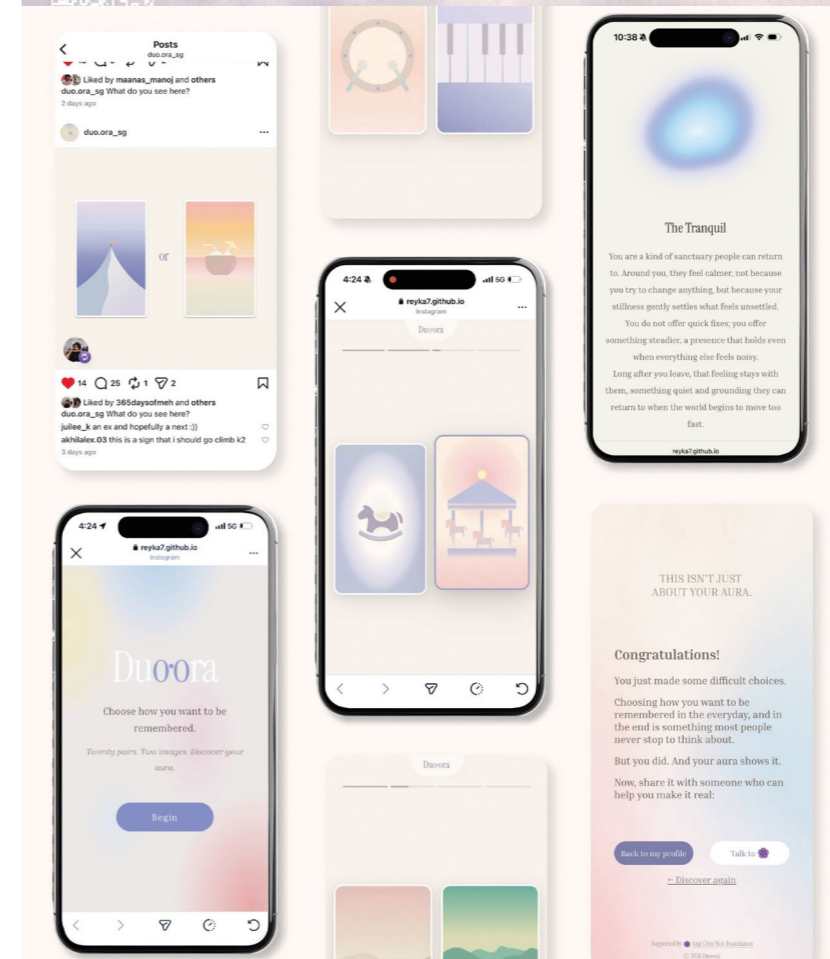 Posts
duo.ora_sg
Liked by maanas_manoj and others
duo.ora_sg What do you see here?
2 days ago
duo.ora_sg
or
14 25 1 2
Liked by 365daysofmeh and others
duo.ora_sg What do you see here?
juilee_k an ex and hopefully a next :))
akhilalex.03 this is a sign that i should go climb k2
3 days ago
4:24 5G
reyka7.github.io
Instagram
Duo·ora
Choose how you want to be
remembered.
Twenty pairs. Two images. Discover your
aura.
Begin
4:24 5G
reyka7.github.io
Instagram
Duoora
Duoora
10:38
The Tranquil
You are a kind of sanctuary people can return
to. Around you, they feel calmer, not because
you try to change anything, but because your
stillness gently settles what feels unsettled.
You do not offer quick fixes; you offer
something steadier, a presence that holds even
when everything else feels noisy.
Long after you leave, that feeling stays with
them, something quiet and grounding they can
return to when the world begins to move too
fast.
reyka7.github.io
THIS ISN'T JUST
ABOUT YOUR AURA.
Congratulations!
You just made some difficult choices.
Choosing how you want to be
remembered in the everyday, and in
the end is something most people
never stop to think about.
But you did. And your aura shows it.
Now, share it with someone who can
help you make it real:
Back to my profile
Talk to
← Discover again
Supported by Ang Chin Moh Foundation
© 2026 Duoora